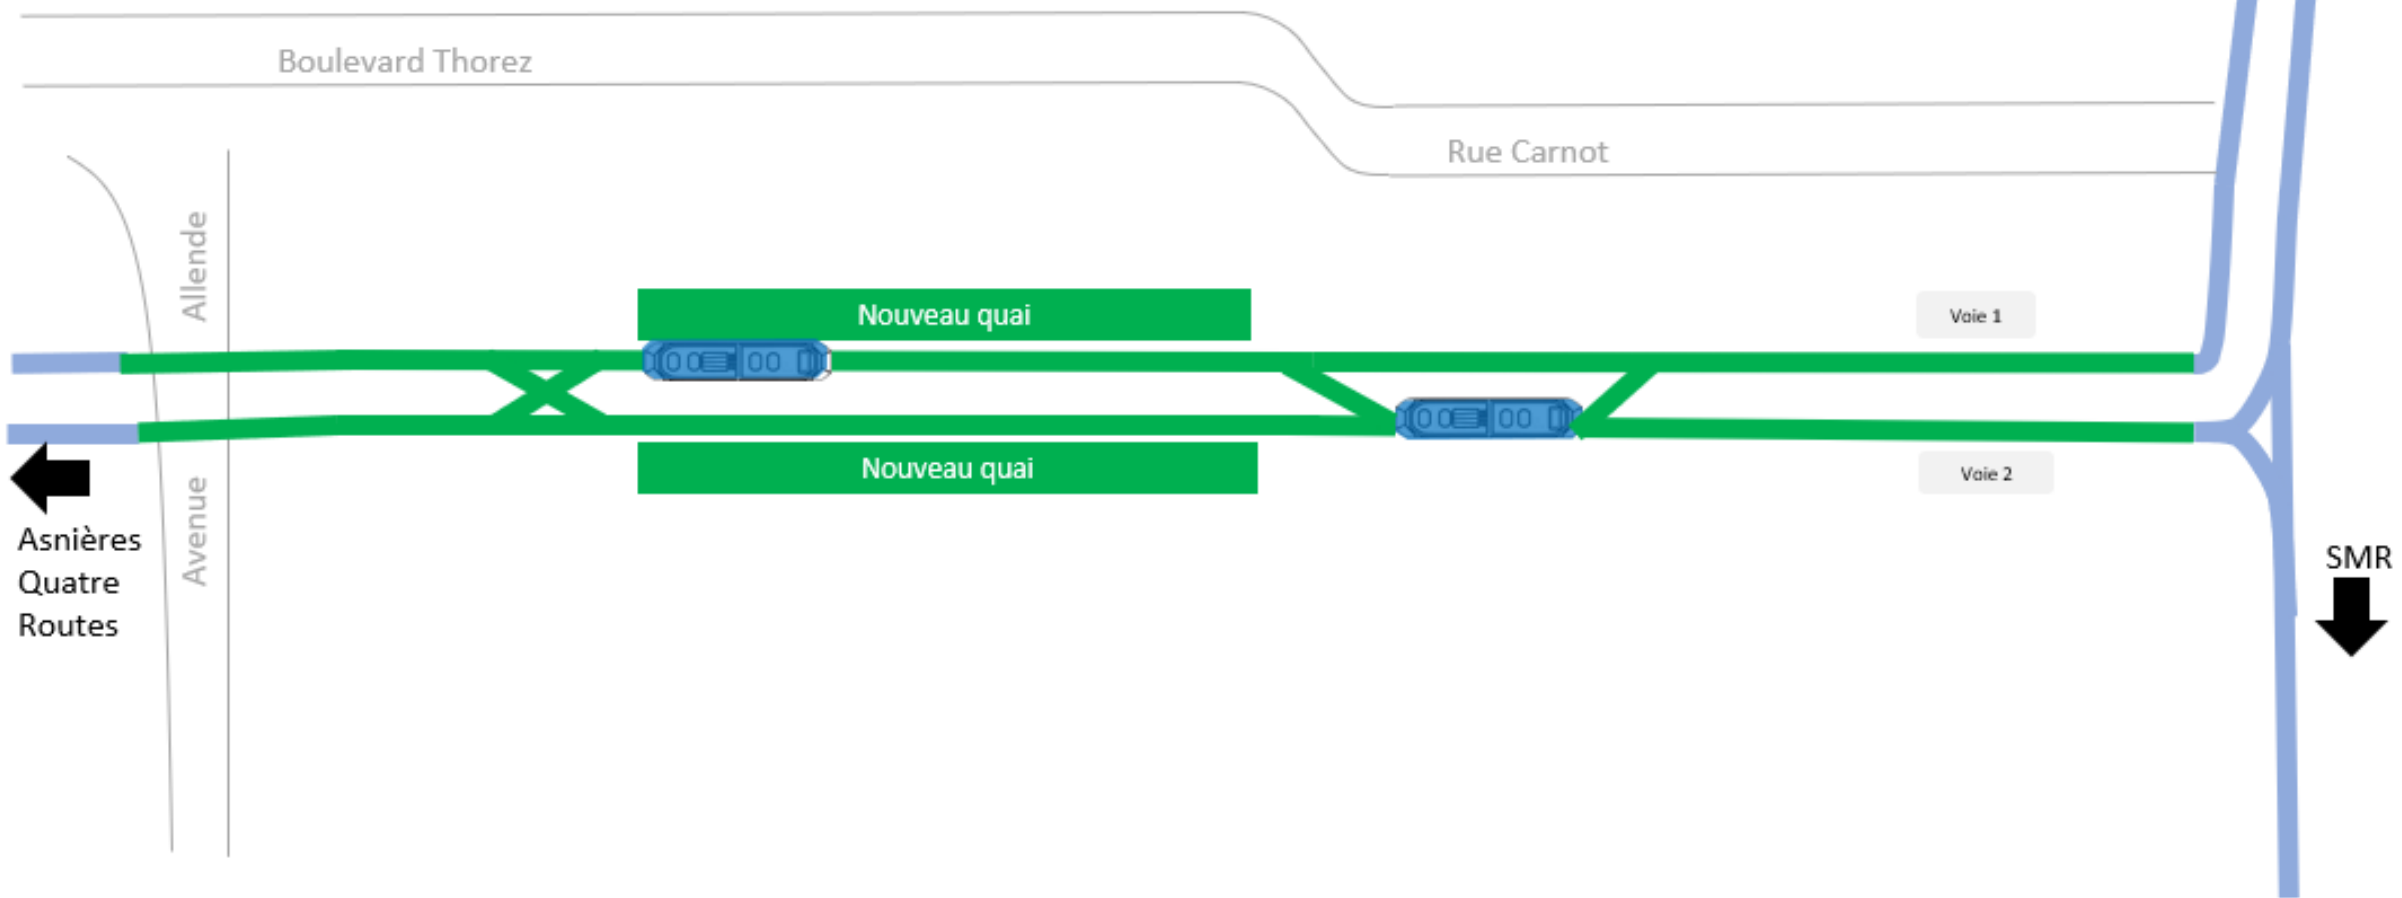 Boulevard Thorez
Rue Carnot
Allende
Nouveau quai
Voie 1
Nouveau quai
Voie 2
Avenue
Asnières
Quatre
Routes
SMR